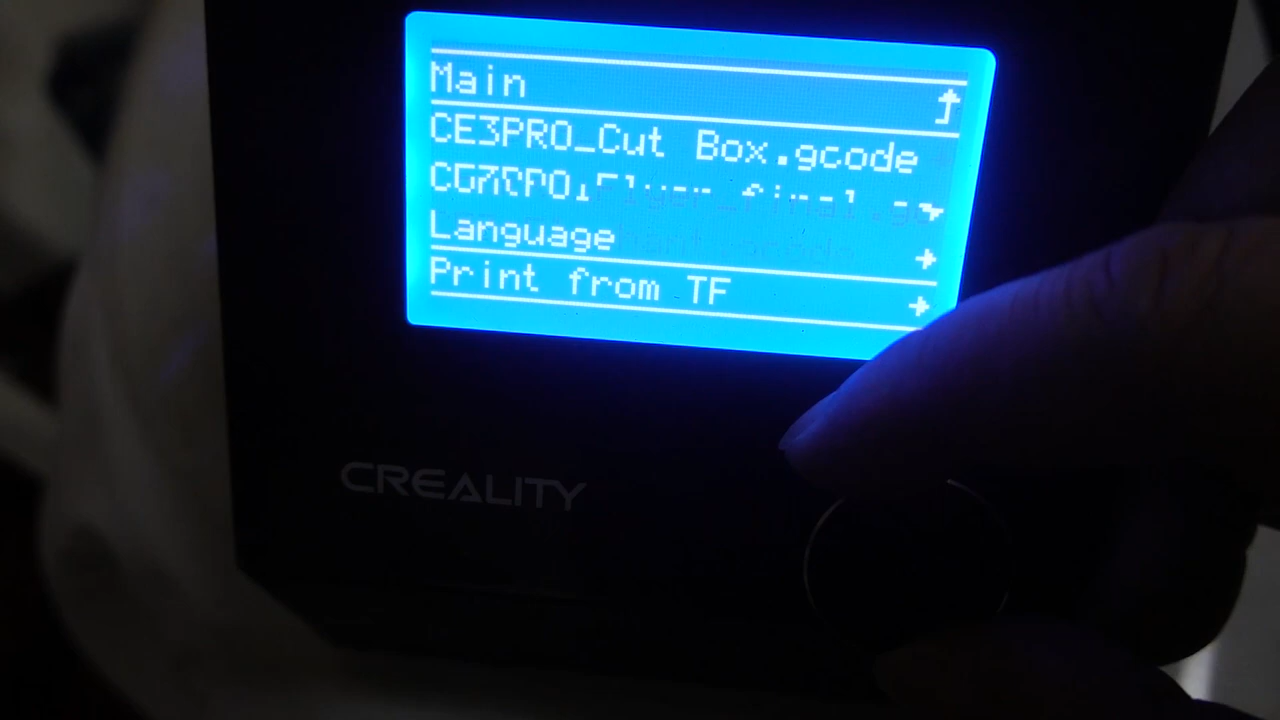 Main
CE3PRO_Cut Box.gcode
Language
Print from TF
CREALITY